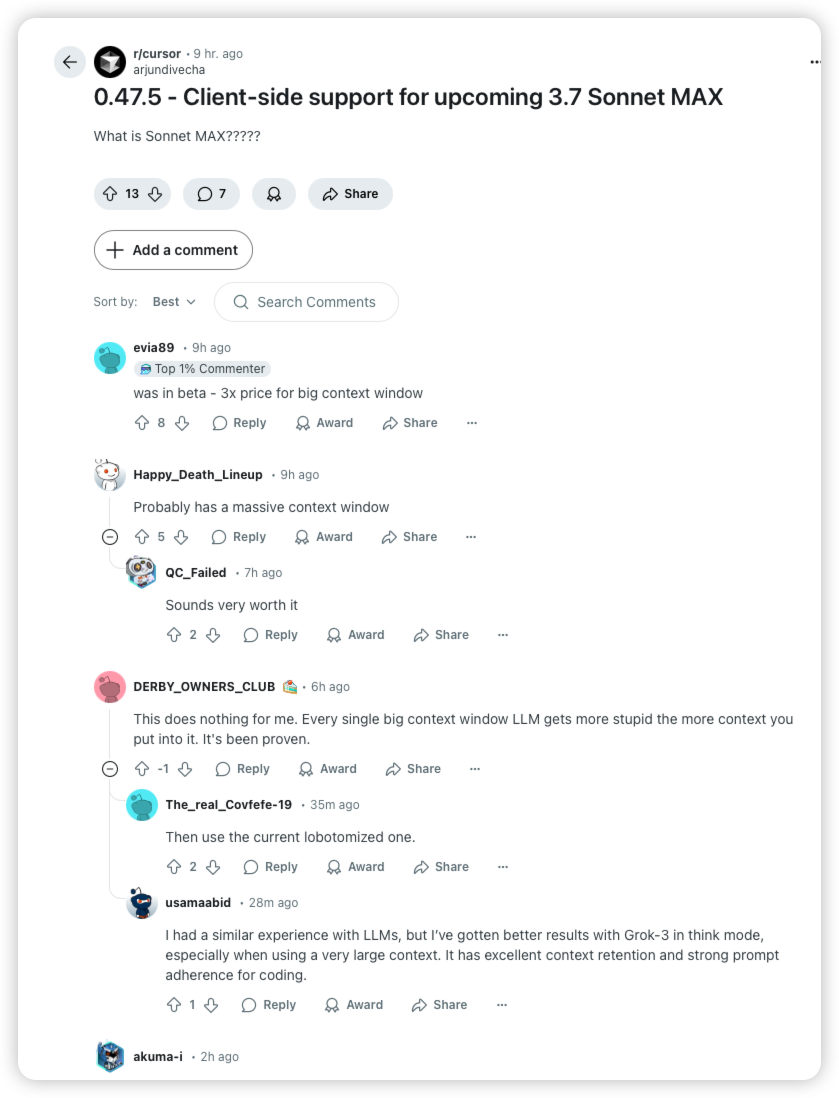 r/cursor • 9 hr. ago
arjundivecha
0.47.5 - Client-side support for upcoming 3.7 Sonnet MAX
What is Sonnet MAX?????
13
7
Share
Add a comment
Sort by: Best
Search Comments
evia89 • 9h ago
Top 1% Commenter
was in beta - 3x price for big context window
8 Reply Award Share ...
Happy_Death_Lineup • 9h ago
Probably has a massive context window
5 Reply Award Share ...
QC_Failed • 7h ago
Sounds very worth it
2 Reply Award Share ...
DERBY_OWNERS_CLUB • 6h ago
This does nothing for me. Every single big context window LLM gets more stupid the more context you
put into it. It's been proven.
-1 Reply Award Share ...
The_real_Covfefe-19 • 35m ago
Then use the current lobotomized one.
2 Reply Award Share ...
usamaabid • 28m ago
I had a similar experience with LLMs, but I've gotten better results with Grok-3 in think mode,
especially when using a very large context. It has excellent context retention and strong prompt
adherence for coding.
1 Reply Award Share ...
akuma-i • 2h ago